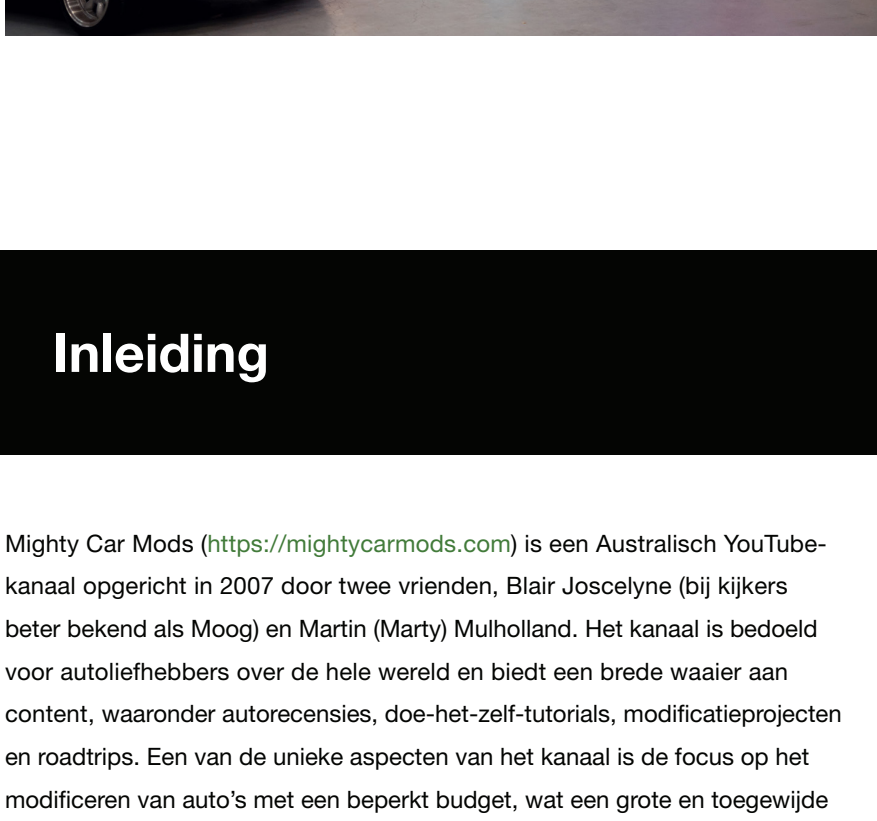 Inleiding
Mighty Car Mods (https://mightycarmods.com) is een Australisch YouTube-
kanaal opgericht in 2007 door twee vrienden, Blair Joscelyne (bij kijkers
beter bekend als Moog) en Martin (Marty) Mulholland. Het kanaal is bedoeld
voor autoliefhebbers over de hele wereld en biedt een brede waaier aan
content, waaronder autorecensies, doe-het-zelf-tutorials, modificatieprojecten
en roadtrips. Een van de unieke aspecten van het kanaal is de focus op het
modificeren van auto’s met een beperkt budget, wat een grote en toegewijde